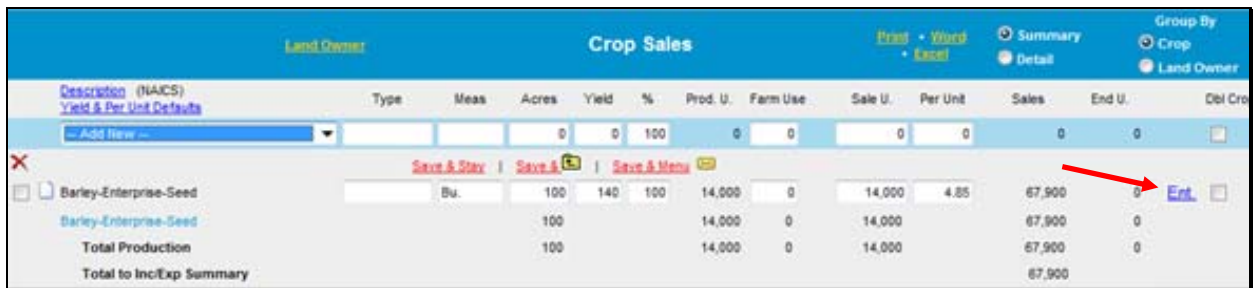 Land Owner Crop Sales Print • Word • Excel Summary Detail Group By Crop Land Owner
Description (NAICS) Type Meas Acres Yield % Prod. U. Farm Use Sale U. Per Unit Sales End U. Dbl Cro
Yield & Per Unit Defaults
-- Add New -- 0 0 100 0 0 0 0 0 0
Save & Stay | Save & | Save & Menu
Barley-Enterprise-Seed Bu. 100 140 100 14,000 0 14,000 4.85 67,900 0 Ent.
Barley-Enterprise-Seed 100 14,000 0 14,000 67,900 0
Total Production 100 14,000 0 14,000 67,900 0
Total to Inc/Exp Summary 67,900